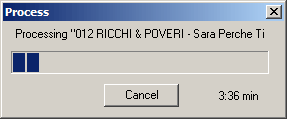 Process
Processing "012 RICCHI & POVERI - Sara Perche Ti
Cancel
3:36 min